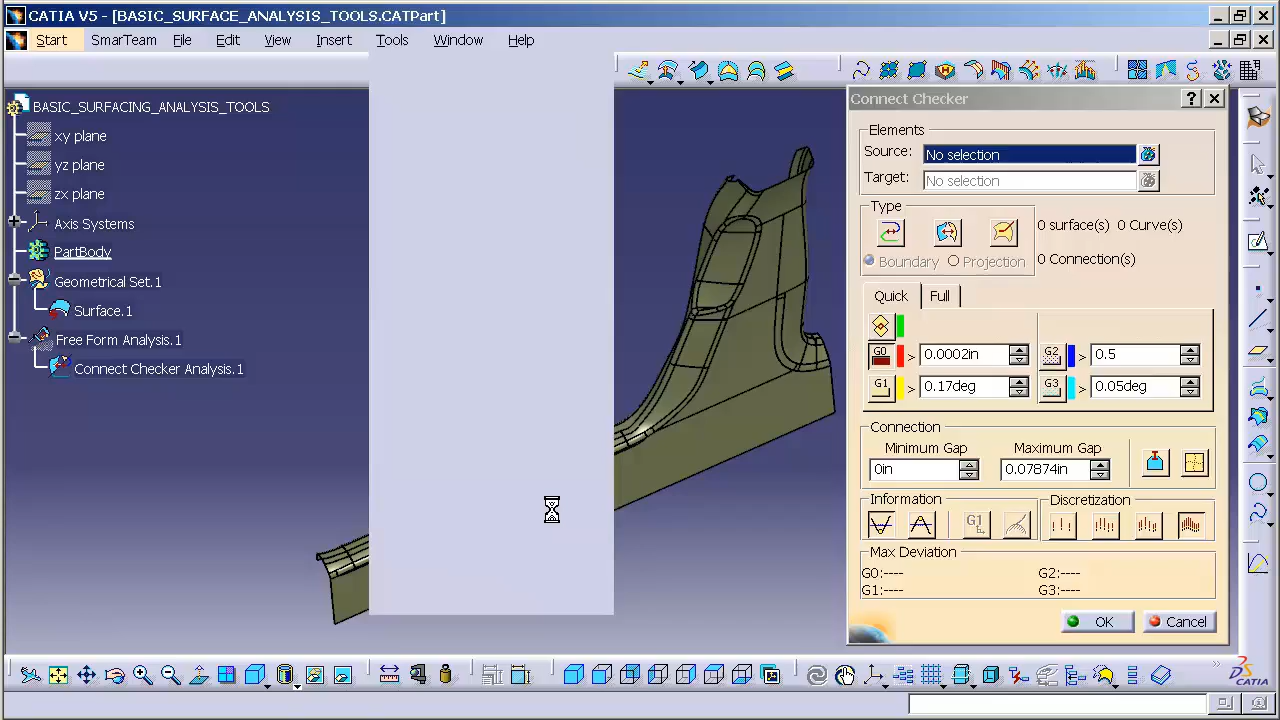 CATIA V5 - [BASIC_SURFACE_ANALYSIS_TOOLS.CATPart]
Start SmarTeam File Edit View Insert Tools Window Help
BASIC_SURFACING_ANALYSIS_TOOLS
xy plane
yz plane
zx plane
Axis Systems
PartBody
Geometrical Set.1
Surface.1
Free Form Analysis.1
Connect Checker Analysis.1
Connect Checker
Elements
Source: No selection
Target: No selection
Type
Boundary Projection
0 surface(s) 0 Curve(s)
0 Connection(s)
Quick Full
G0 > 0.0002in G2 > 0.5
G1 > 0.17deg G3 > 0.05deg
Connection
Minimum Gap Maximum Gap
0in 0.07874in
Information Discretization
G1
Max Deviation
G0:---- G2:----
G1:---- G3:----
OK Cancel
CATIA